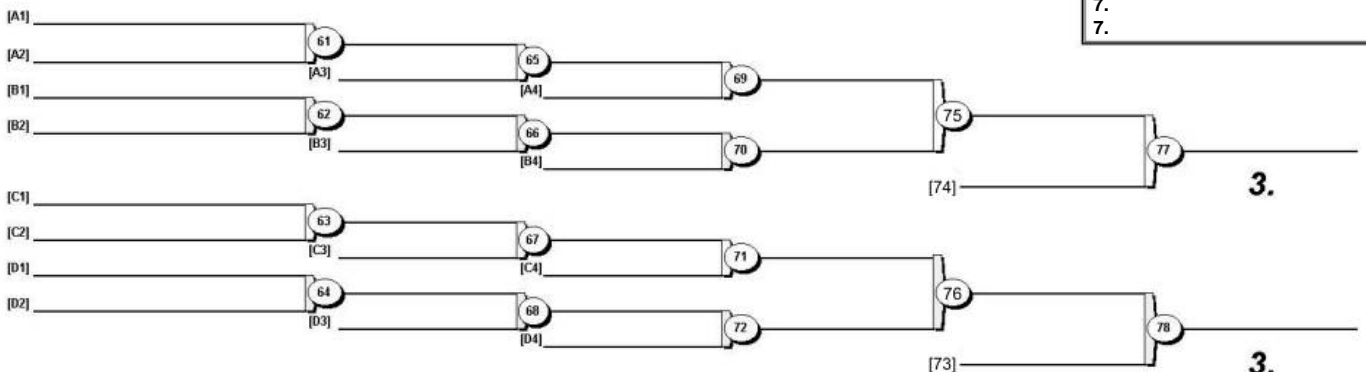 7.
7.
[A1]
61
[A2]
[A3]
65
[A4]
69
[B1]
62
[B2]
[B3]
66
[B4]
70
75
77
[74]
3.
[C1]
63
[C2]
[C3]
67
[C4]
71
[D1]
64
[D2]
[D3]
68
[D4]
72
76
78
[73]
3.